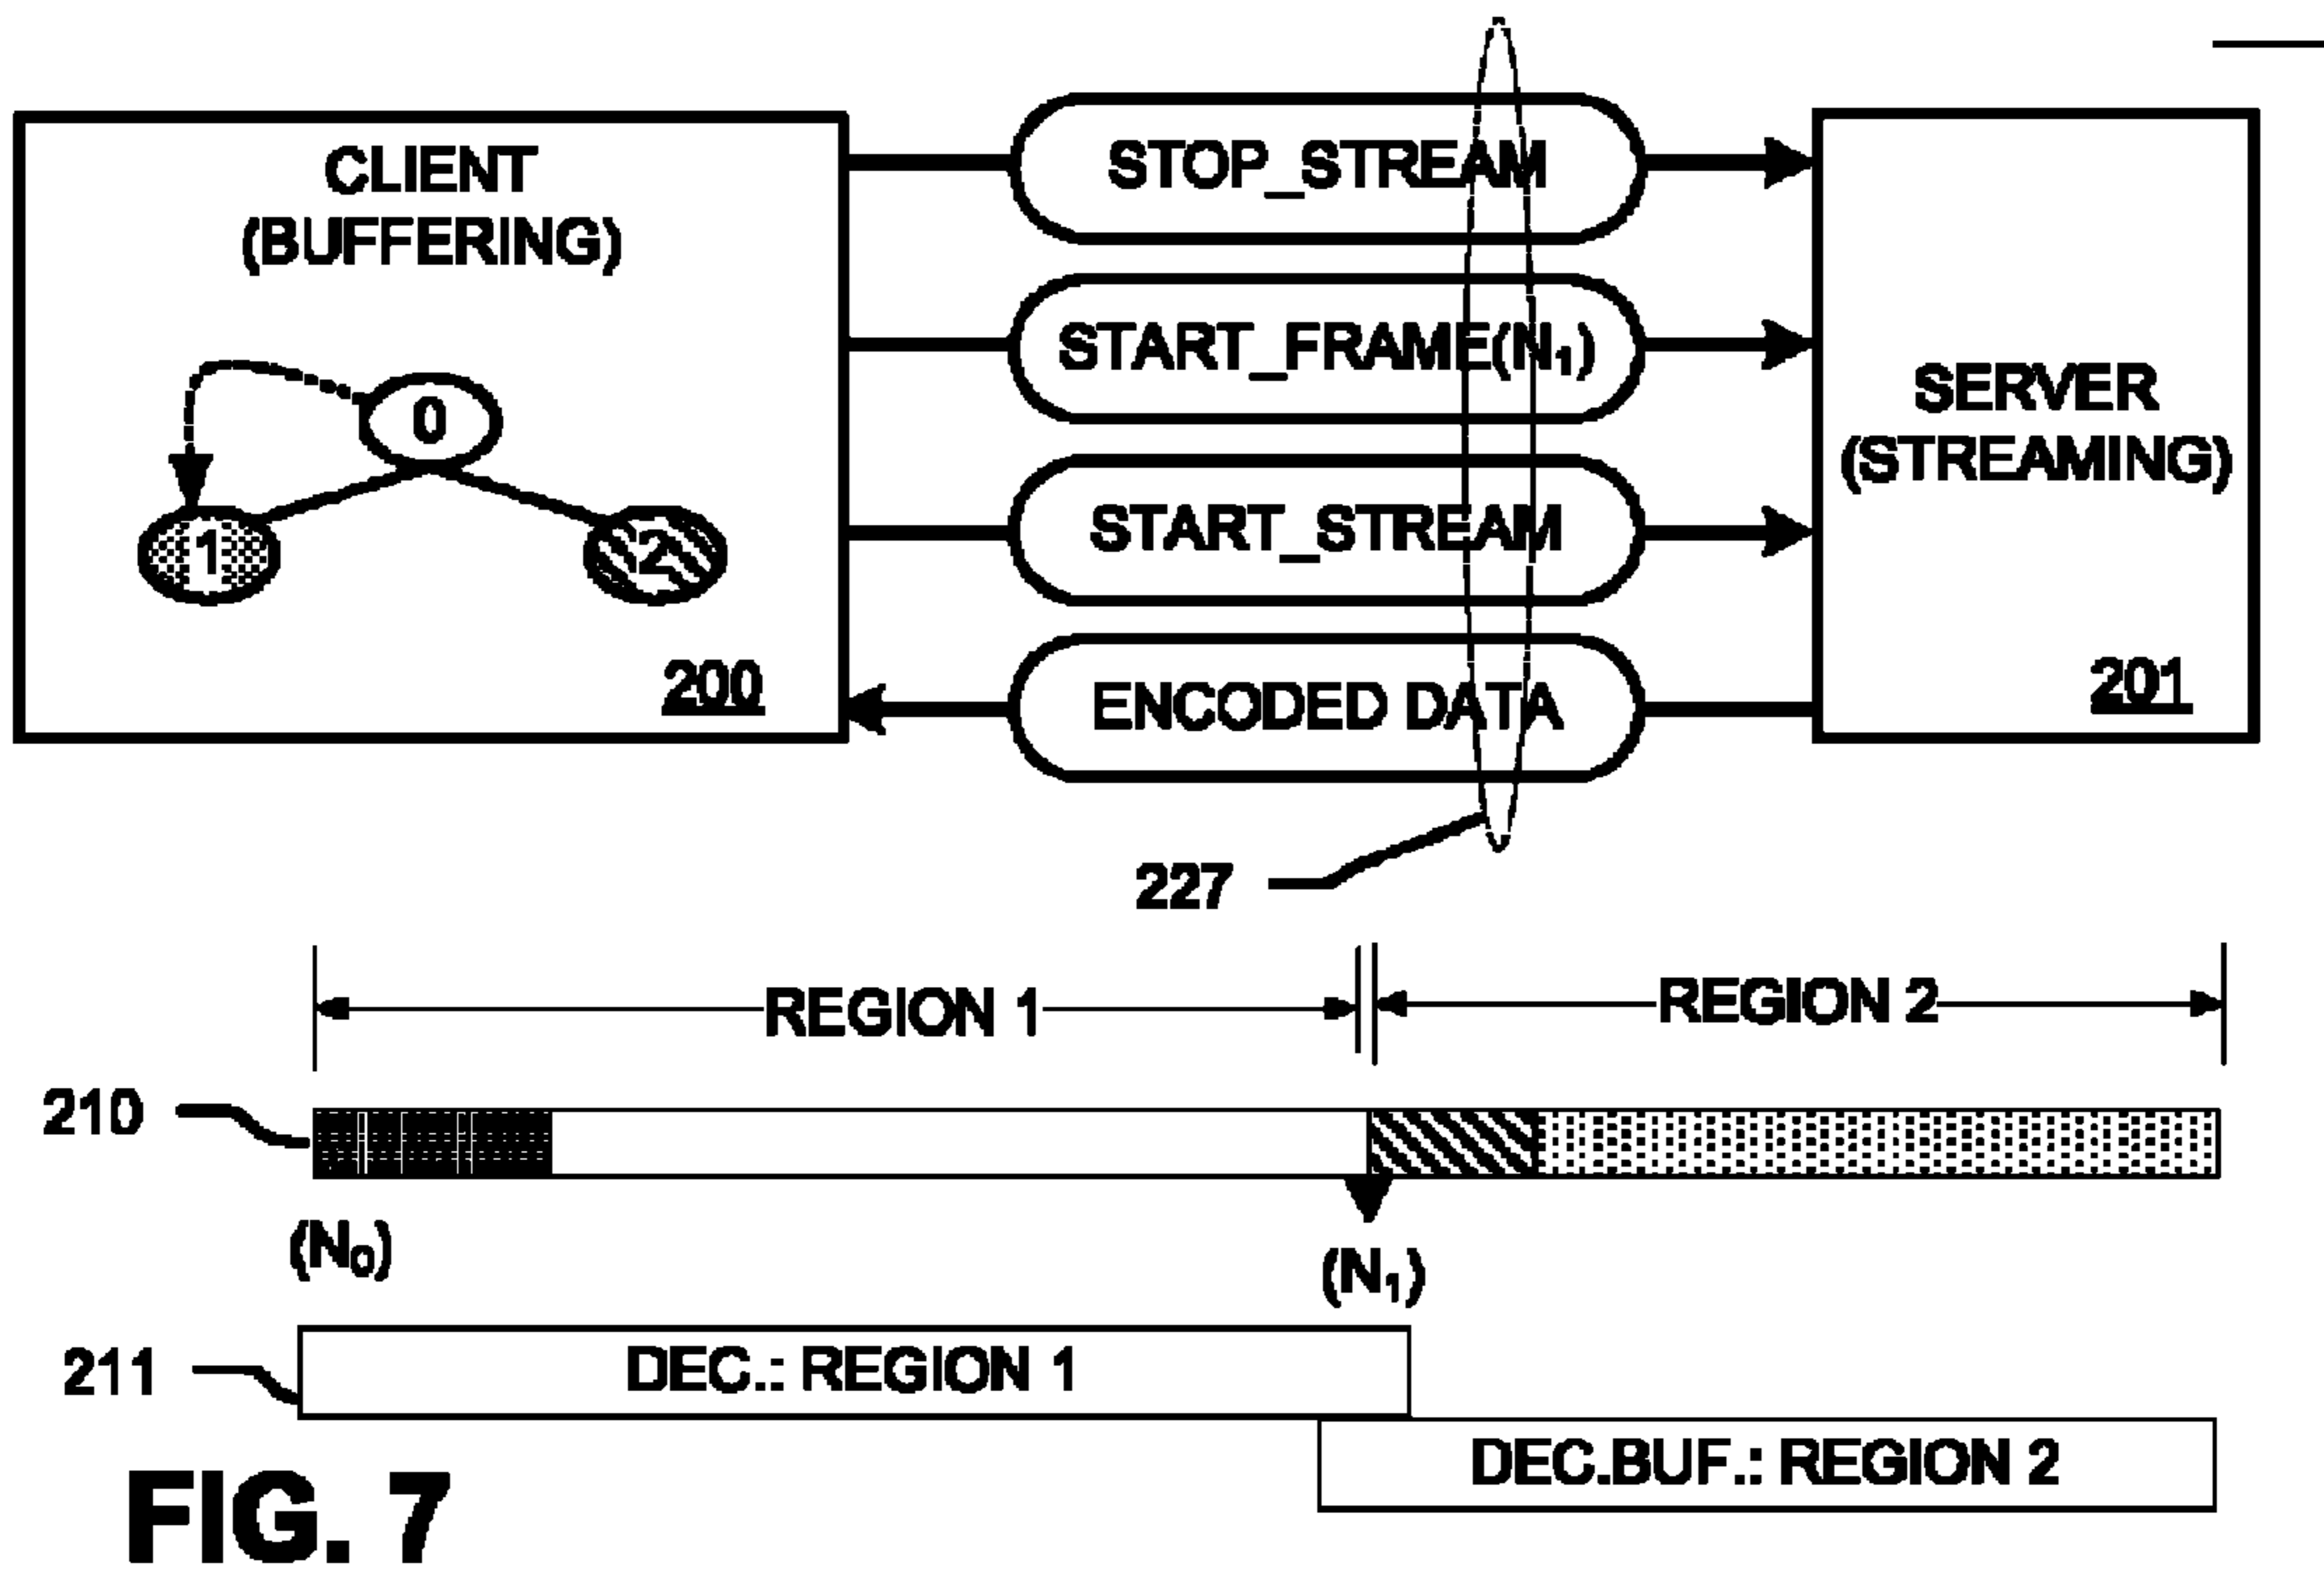 CLIENT
(BUFFERING)
0
1
2
200
STOP_STREAM
START_FRAME(N₁)
START_STREAM
ENCODED DATA
SERVER
(STREAMING)
201
227
REGION 1
REGION 2
210
(N₀)
(N₁)
211
DEC.: REGION 1
DEC.BUF.: REGION 2
FIG. 7